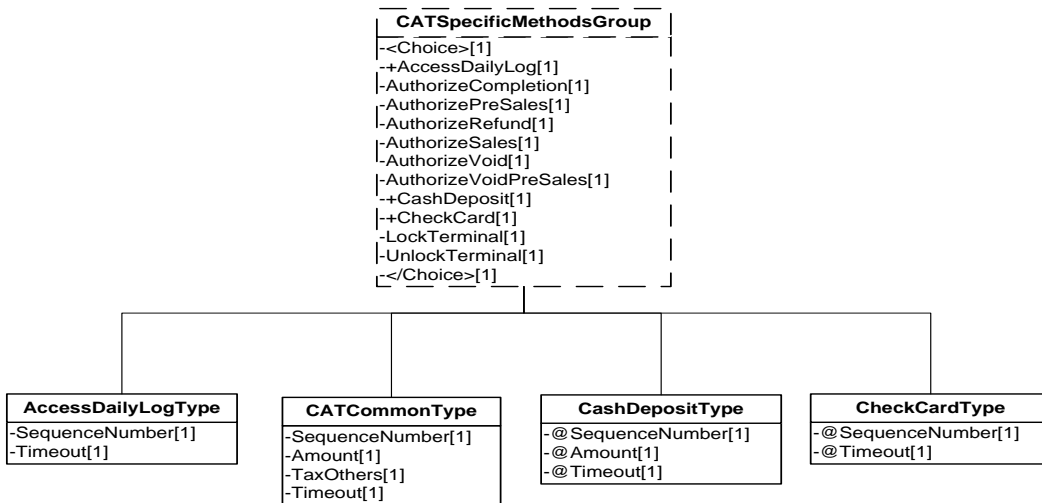 CATSpecificMethodsGroup
-<Choice>[1]
-+AccessDailyLog[1]
-AuthorizeCompletion[1]
-AuthorizePreSales[1]
-AuthorizeRefund[1]
-AuthorizeSales[1]
-AuthorizeVoid[1]
-AuthorizeVoidPreSales[1]
-+CashDeposit[1]
-+CheckCard[1]
-LockTerminal[1]
-UnlockTerminal[1]
-</Choice>[1]
AccessDailyLogType
-SequenceNumber[1]
-Timeout[1]
CATCommonType
-SequenceNumber[1]
-Amount[1]
-TaxOthers[1]
-Timeout[1]
CashDepositType
-@SequenceNumber[1]
-@Amount[1]
-@Timeout[1]
CheckCardType
-@SequenceNumber[1]
-@Timeout[1]